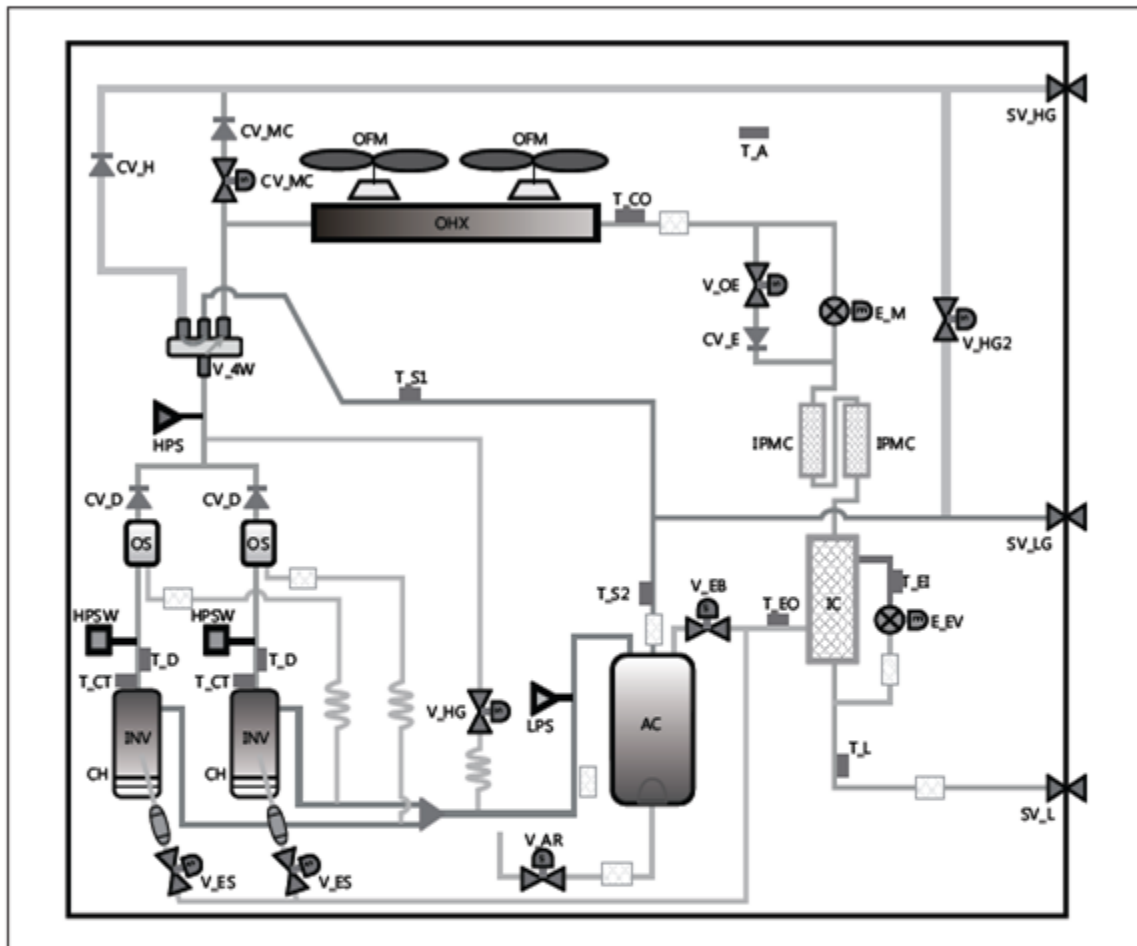 SV_HG
CV_MC
OFM
OFM
T_A
CV_H
CV_MC
T_CO
OHX
V_OE
E_M
CV_E
V_HG2
V_4W
T_S1
HPS
IPMC
IPMC
CV_D
CV_D
OS
OS
SV_LG
T_S2
V_EB
T_EO
IC
T_EI
E_EV
HPSW
HPSW
T_D
T_D
T_CT
T_CT
V_HG
LPS
AC
INV
INV
T_L
CH
CH
SV_L
V_AR
V_ES
V_ES